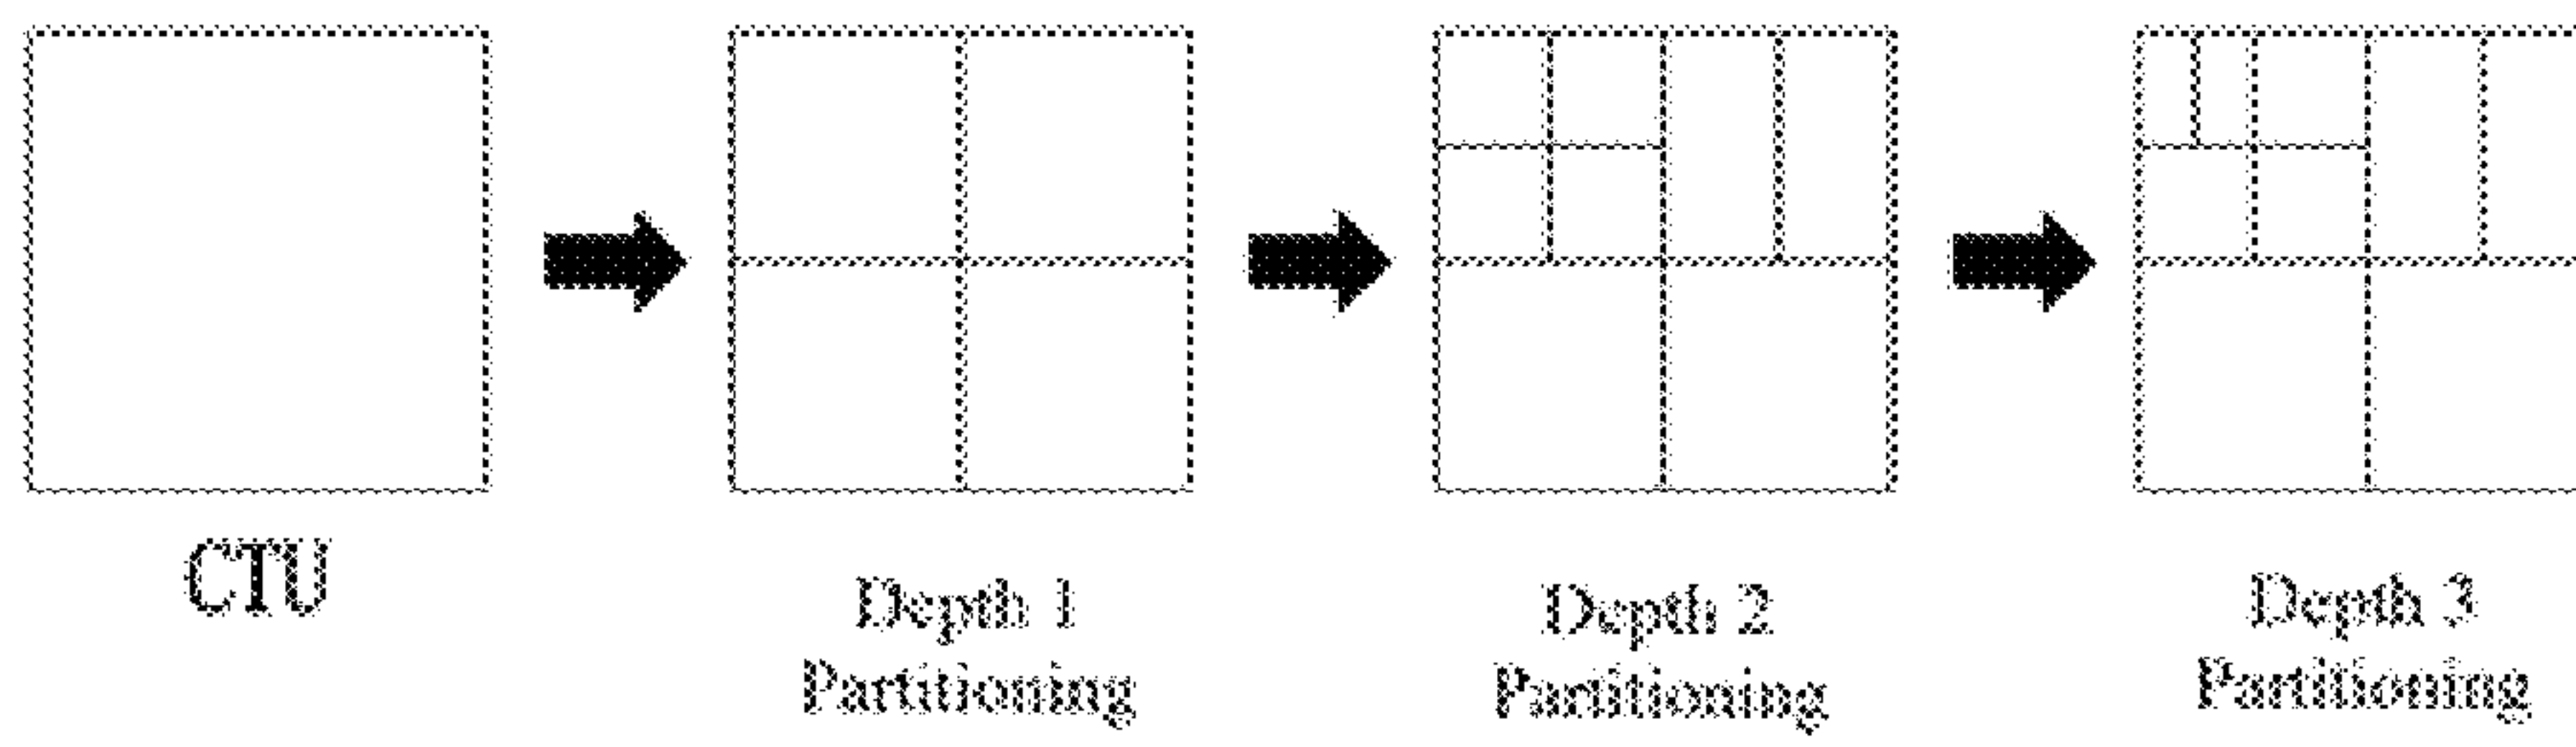 CTU
Depth 1
Partitioning
Depth 2
Partitioning
Depth 3
Partitioning